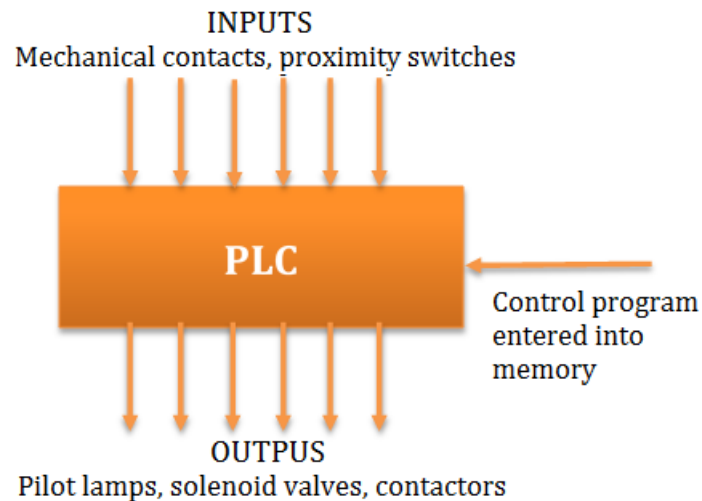 INPUTS
Mechanical contacts, proximity switches
PLC
Control program
entered into
memory
OUTPUS
Pilot lamps, solenoid valves, contactors